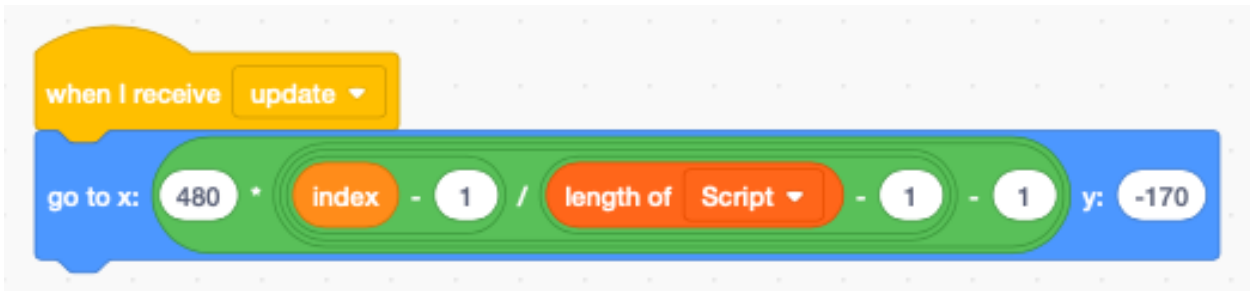 when I receive update
go to x: 480 * index - 1 / length of Script - 1 - 1 y: -170